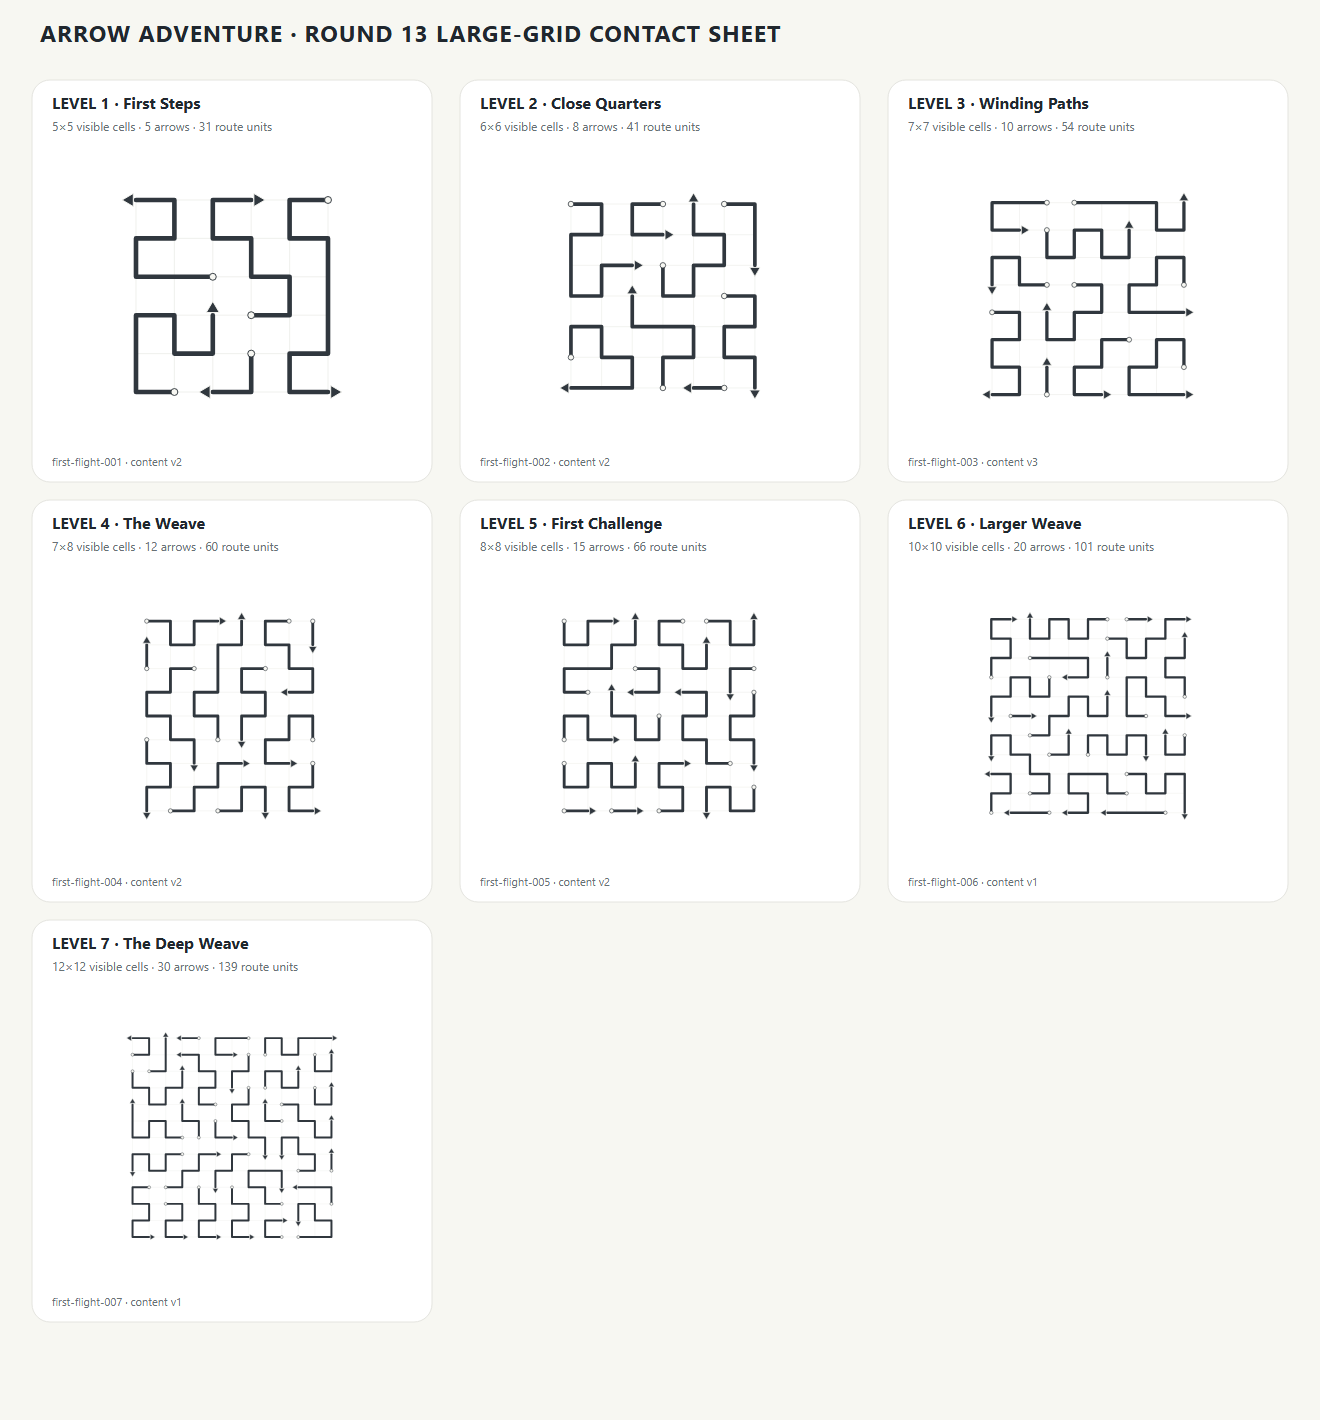 ARROW ADVENTURE · ROUND 13 LARGE-GRID CONTACT SHEET
LEVEL 1 · First Steps
5×5 visible cells · 5 arrows · 31 route units
first-flight-001 · content v2
LEVEL 2 · Close Quarters
6×6 visible cells · 8 arrows · 41 route units
first-flight-002 · content v2
LEVEL 3 · Winding Paths
7×7 visible cells · 10 arrows · 54 route units
first-flight-003 · content v3
LEVEL 4 · The Weave
7×8 visible cells · 12 arrows · 60 route units
first-flight-004 · content v2
LEVEL 5 · First Challenge
8×8 visible cells · 15 arrows · 66 route units
first-flight-005 · content v2
LEVEL 6 · Larger Weave
10×10 visible cells · 20 arrows · 101 route units
first-flight-006 · content v1
LEVEL 7 · The Deep Weave
12×12 visible cells · 30 arrows · 139 route units
first-flight-007 · content v1